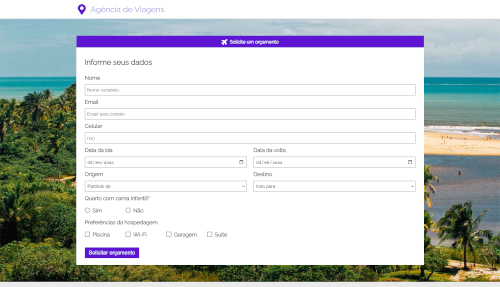 Agência de Viagens
Solicite um orçamento
Informe seus dados
Nome
Nome completo
Email
Email para contato
Celular
(xx)
Data da ida
Data da volta
dd/mm/aaaa
dd/mm/aaaa
Origem
Destino
Partindo de
Indo para
Quarto com cama infantil?
Sim
Não
Preferências da hospedagem
Piscina
Wi-Fi
Garagem
Suíte
Solicitar orçamento